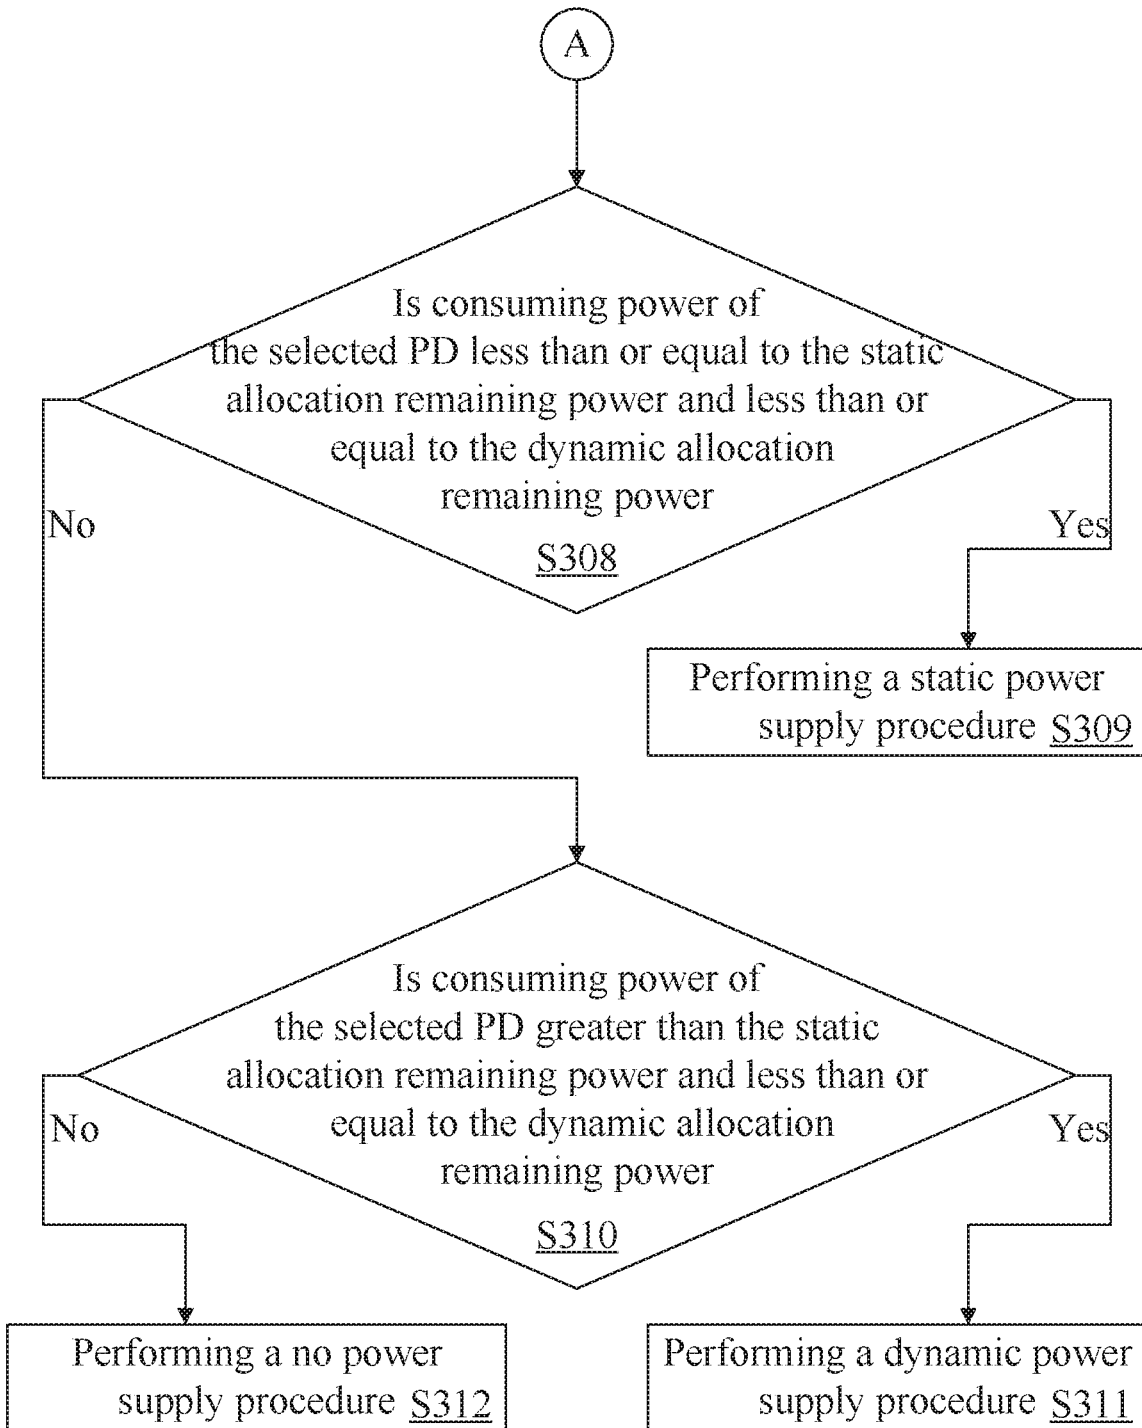 A
Is consuming power of
the selected PD less than or equal to the static
allocation remaining power and less than or
equal to the dynamic allocation
remaining power
S308
No
Yes
Performing a static power
supply procedure S309
Is consuming power of
the selected PD greater than the static
allocation remaining power and less than or
equal to the dynamic allocation
remaining power
S310
No
Yes
Performing a no power
supply procedure S312
Performing a dynamic power
supply procedure S311